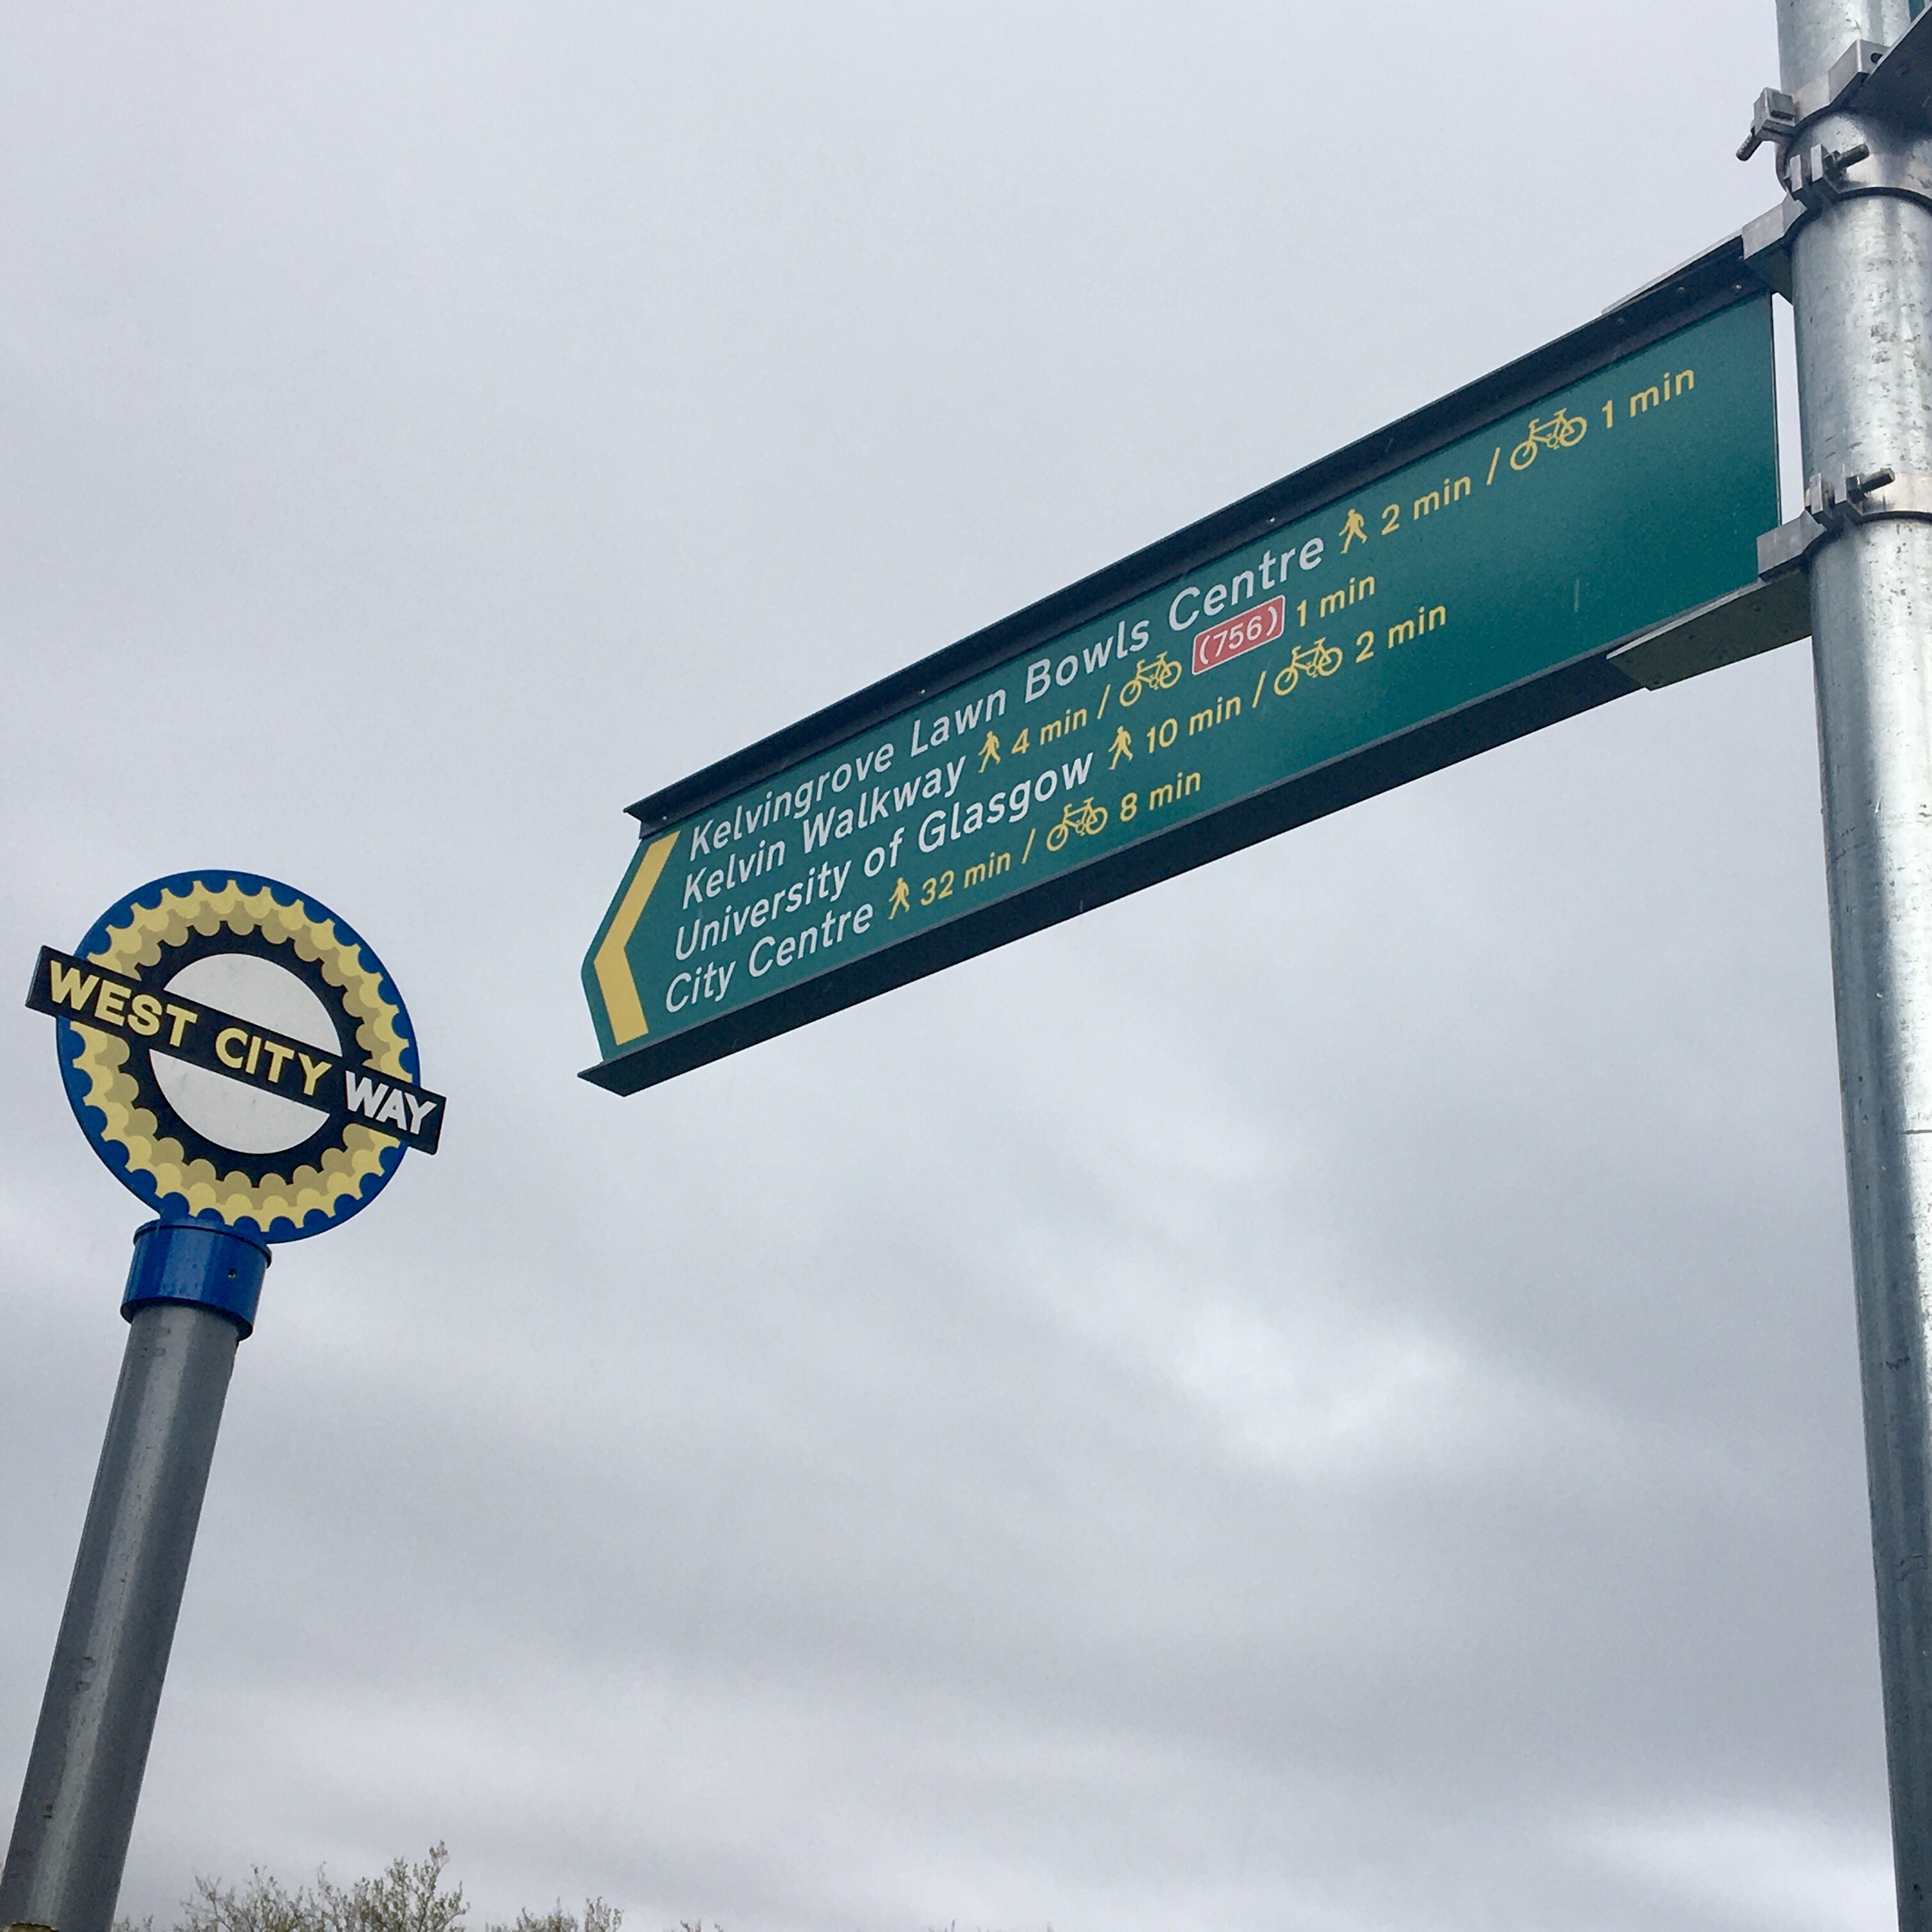 Kelvingrove Lawn Bowls Centre 2 min / 1 min
Kelvin Walkway 4 min / (756) 1 min
University of Glasgow 10 min / 2 min
City Centre 32 min / 8 min
WEST CITY WAY